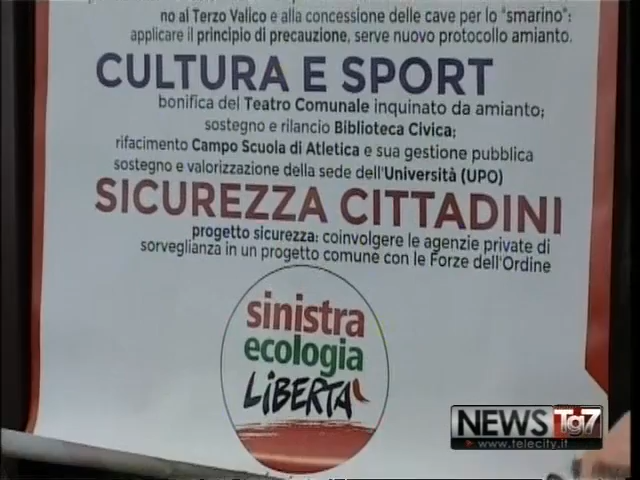 no al Terzo Valico e alla concessione delle cave per lo "smarino":
applicare il principio di precauzione, serve nuovo protocollo amianto.
CULTURA E SPORT
bonifica del Teatro Comunale inquinato da amianto;
sostegno e rilancio Biblioteca Civica;
rifacimento Campo Scuola di Atletica e sua gestione pubblica
sostegno e valorizzazione della sede dell'Università (UPO)
SICUREZZA CITTADINI
progetto sicurezza: coinvolgere le agenzie private di
sorveglianza in un progetto comune con le Forze dell'Ordine
sinistra
ecologia
LiBERTA'
NEWS Tg7
www.telecity.it